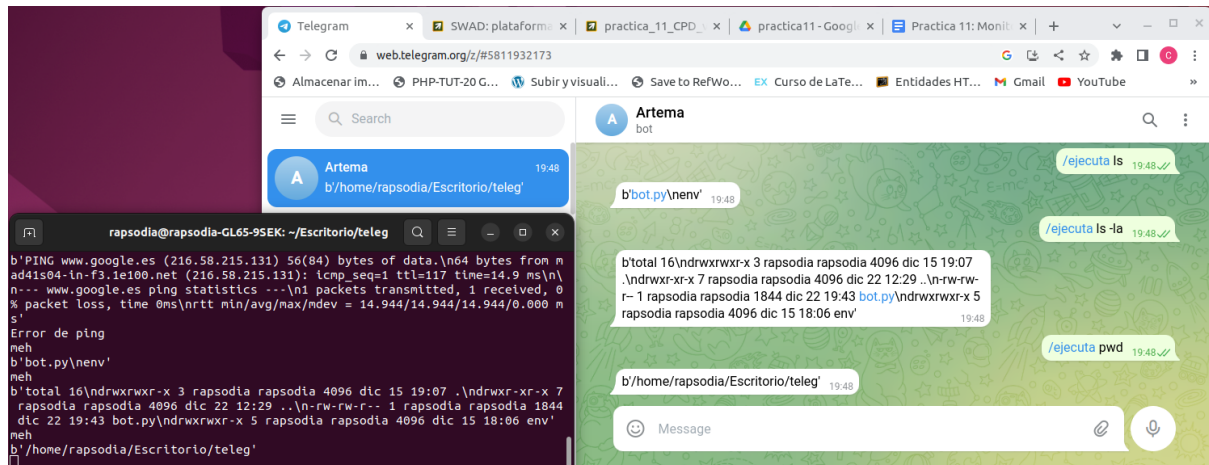 Telegram
SWAD: plataforma
practica_11_CPD_v
practica11 - Google
Practica 11: Monito
web.telegram.org/z/#5811932173
Almacenar im...
PHP-TUT-20 G...
Subir y visuali...
Save to RefWo...
EX Curso de LaTe...
Entidades HT...
Gmail
YouTube
»
Search
A
Artema
bot
A
Artema
19:48
b'/home/rapsodia/Escritorio/teleg'
/ejecuta ls 19:48
b'bot.py\nenv' 19:48
/ejecuta ls -la 19:48
b'total 16\ndrwxrwxr-x 3 rapsodia rapsodia 4096 dic 15 19:07
.\ndrwxr-xr-x 7 rapsodia rapsodia 4096 dic 22 12:29 ..\n-rw-rw-
r-- 1 rapsodia rapsodia 1844 dic 22 19:43 bot.py\ndrwxrwxr-x 5
rapsodia rapsodia 4096 dic 15 18:06 env' 19:48
/ejecuta pwd 19:48
b'/home/rapsodia/Escritorio/teleg' 19:48
Message
rapsodia@rapsodia-GL65-9SEK: ~/Escritorio/teleg
b'PING www.google.es (216.58.215.131) 56(84) bytes of data.\n64 bytes from m
ad41s04-in-f3.1e100.net (216.58.215.131): icmp_seq=1 ttl=117 time=14.9 ms\n\
n--- www.google.es ping statistics ---\n1 packets transmitted, 1 received, 0
% packet loss, time 0ms\nrtt min/avg/max/mdev = 14.944/14.944/14.944/0.000 m
s'
Error de ping
meh
b'bot.py\nenv'
meh
b'total 16\ndrwxrwxr-x 3 rapsodia rapsodia 4096 dic 15 19:07 .\ndrwxr-xr-x 7
rapsodia rapsodia 4096 dic 22 12:29 ..\n-rw-rw-r-- 1 rapsodia rapsodia 1844
dic 22 19:43 bot.py\ndrwxrwxr-x 5 rapsodia rapsodia 4096 dic 15 18:06 env'
meh
b'/home/rapsodia/Escritorio/teleg'